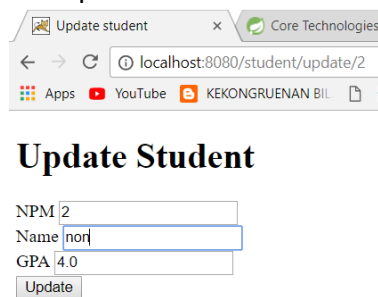 Update student
Core Technologies
localhost:8080/student/update/2
Apps YouTube KEKONGRUENAN BIL
Update Student
NPM 2
Name non
GPA 4.0
Update